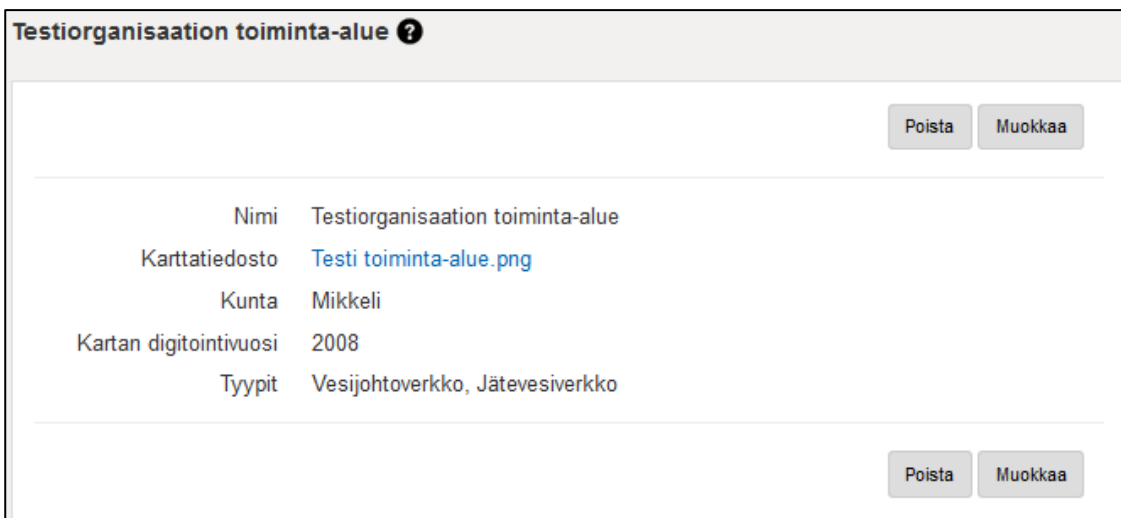 Testiorganisaation toiminta-alue ?
Poista Muokkaa
Nimi Testiorganisaation toiminta-alue
Karttatiedosto Testi toiminta-alue.png
Kunta Mikkeli
Kartan digitointivuosi 2008
Tyypit Vesijohtoverkko, Jätevesiverkko
Poista Muokkaa